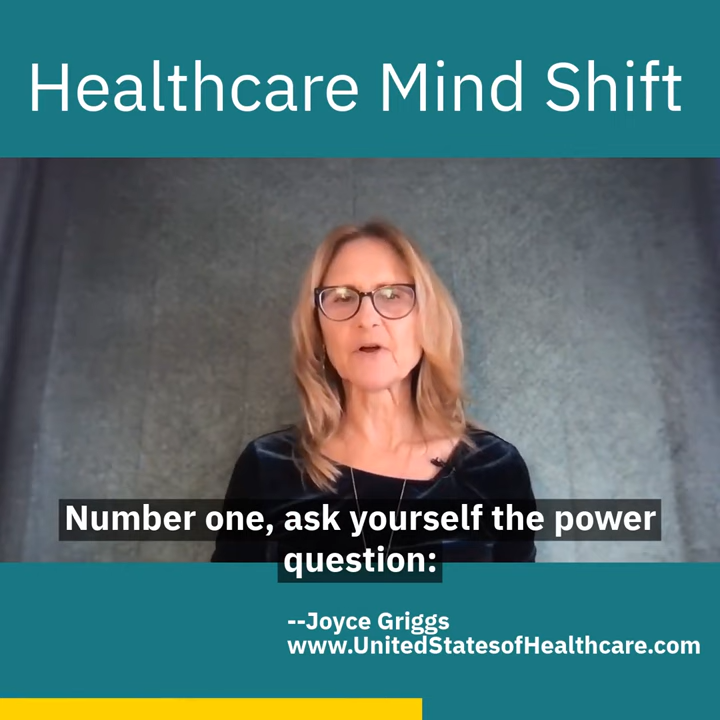 Healthcare Mind Shift
Number one, ask yourself the power
question:
--Joyce Griggs
www.UnitedStatesofHealthcare.com